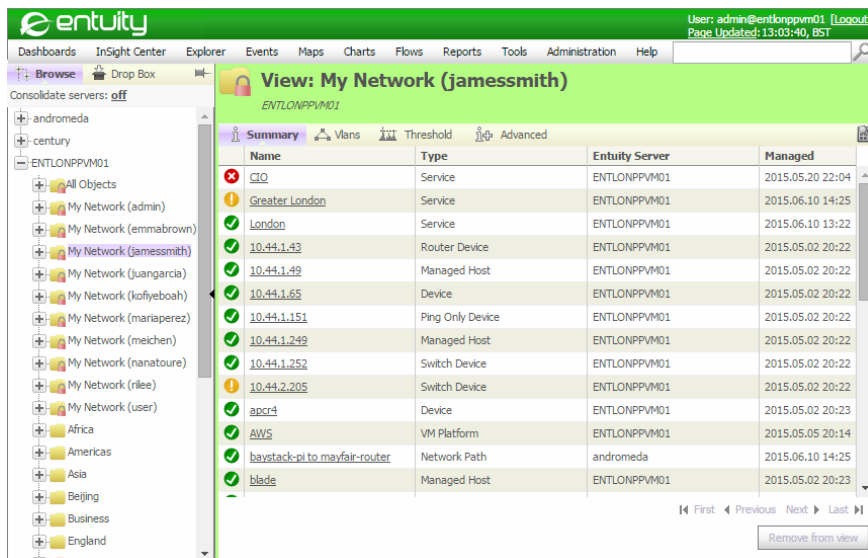 entuity
User: admin@entlonppvm01 [Logout
Page Updated: 13:03:40, BST
Dashboards InSight Center Explorer Events Maps Charts Flows Reports Tools Administration Help
Browse Drop Box
Consolidate servers: off
andromeda
century
ENTLONPPVM01
All Objects
My Network (admin)
My Network (emmabrown)
My Network (jamessmith)
My Network (juangarcia)
My Network (kofiyeboah)
My Network (mariaperez)
My Network (meichen)
My Network (nanatoure)
My Network (rilee)
My Network (user)
Africa
Americas
Asia
Beijing
Business
England
View: My Network (jamessmith)
ENTLONPPVM01
Summary Vlans Threshold Advanced
Name Type Entuity Server Managed
CIO Service ENTLONPPVM01 2015.05.20 22:04
Greater London Service ENTLONPPVM01 2015.06.10 14:25
London Service ENTLONPPVM01 2015.06.10 13:22
10.44.1.43 Router Device ENTLONPPVM01 2015.05.02 20:22
10.44.1.49 Managed Host ENTLONPPVM01 2015.05.02 20:22
10.44.1.65 Device ENTLONPPVM01 2015.05.02 20:22
10.44.1.151 Ping Only Device ENTLONPPVM01 2015.05.02 20:22
10.44.1.249 Managed Host ENTLONPPVM01 2015.05.02 20:22
10.44.1.252 Switch Device ENTLONPPVM01 2015.05.02 20:22
10.44.2.205 Switch Device ENTLONPPVM01 2015.05.02 20:22
apcr4 Device ENTLONPPVM01 2015.05.02 20:23
AWS VM Platform ENTLONPPVM01 2015.05.05 20:14
baystack-pi to mayfair-router Network Path andromeda 2015.06.10 14:25
blade Managed Host ENTLONPPVM01 2015.05.02 20:23
First Previous Next Last
Remove from view